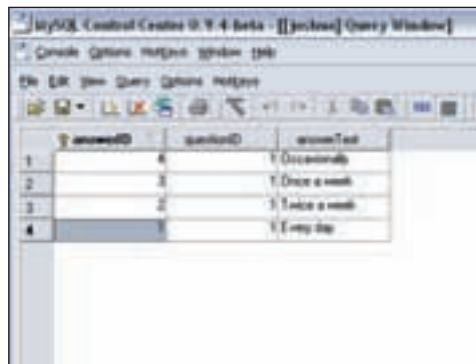 MySQL Control Center 0.9.4-beta - [[joshua] Query Window]
Console Options Hotkeys Window Help
File Edit View Query Options Hotkeys
answerID questionID answerText
1 4 1 Occasionally
2 3 1 Once a week
3 2 1 Twice a week
4 1 1 Every day